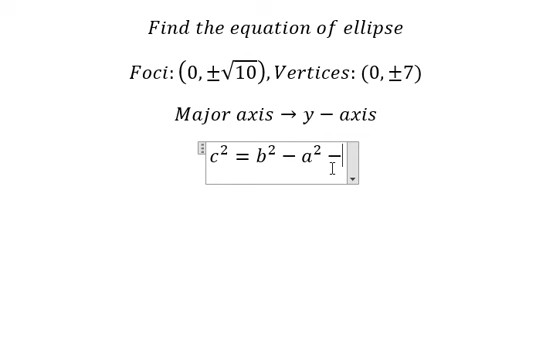 Find the equation of ellipse
Foci: (0, ±√10), Vertices: (0, ±7)
Major axis → y − axis
c² = b² − a² −